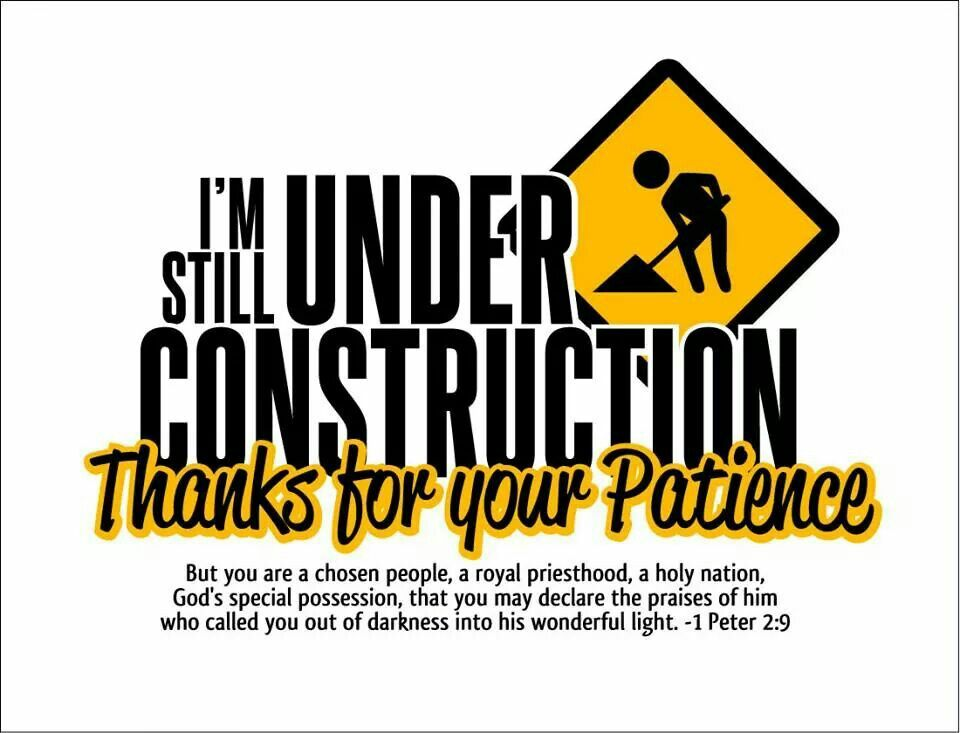 I'M
STILL UNDER
CONSTRUCTION
Thanks for your Patience
But you are a chosen people, a royal priesthood, a holy nation,
God's special possession, that you may declare the praises of him
who called you out of darkness into his wonderful light. -1 Peter 2:9